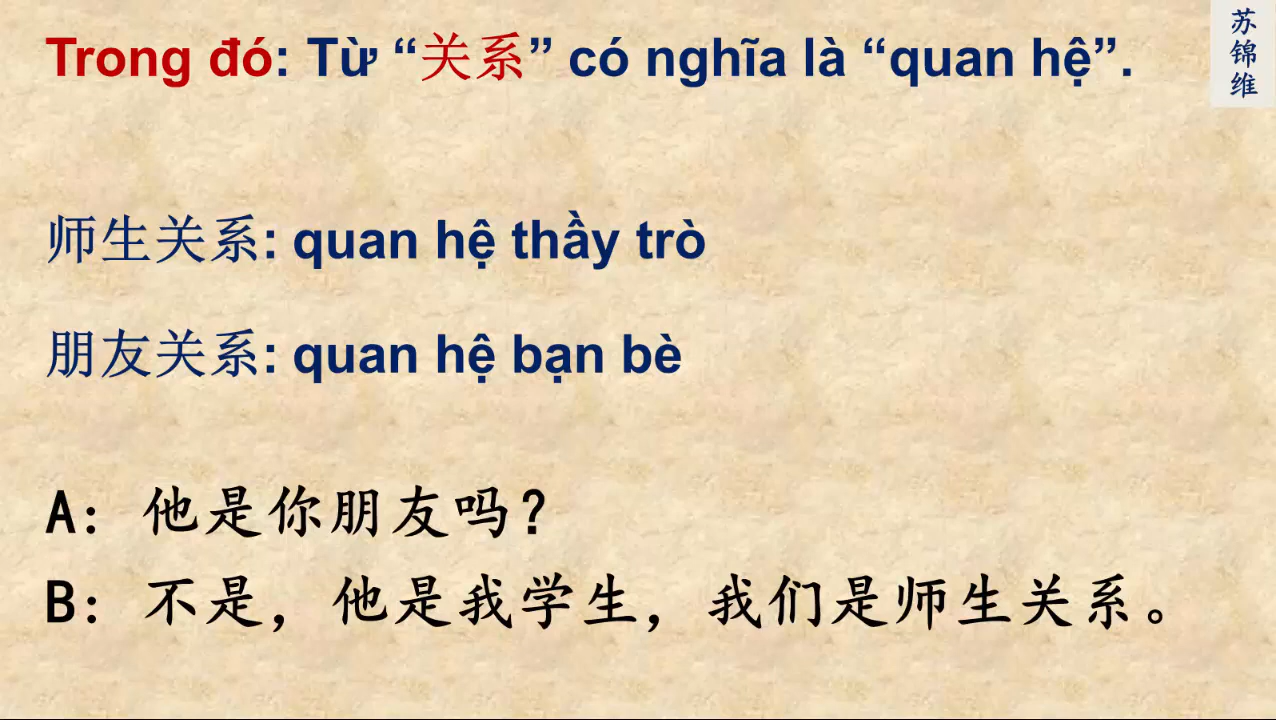 Trong đó: Từ “关系” có nghĩa là “quan hệ”.
苏锦维
师生关系: quan hệ thầy trò
朋友关系: quan hệ bạn bè
A: 他是你朋友吗？
B: 不是，他是我学生，我们是师生关系。